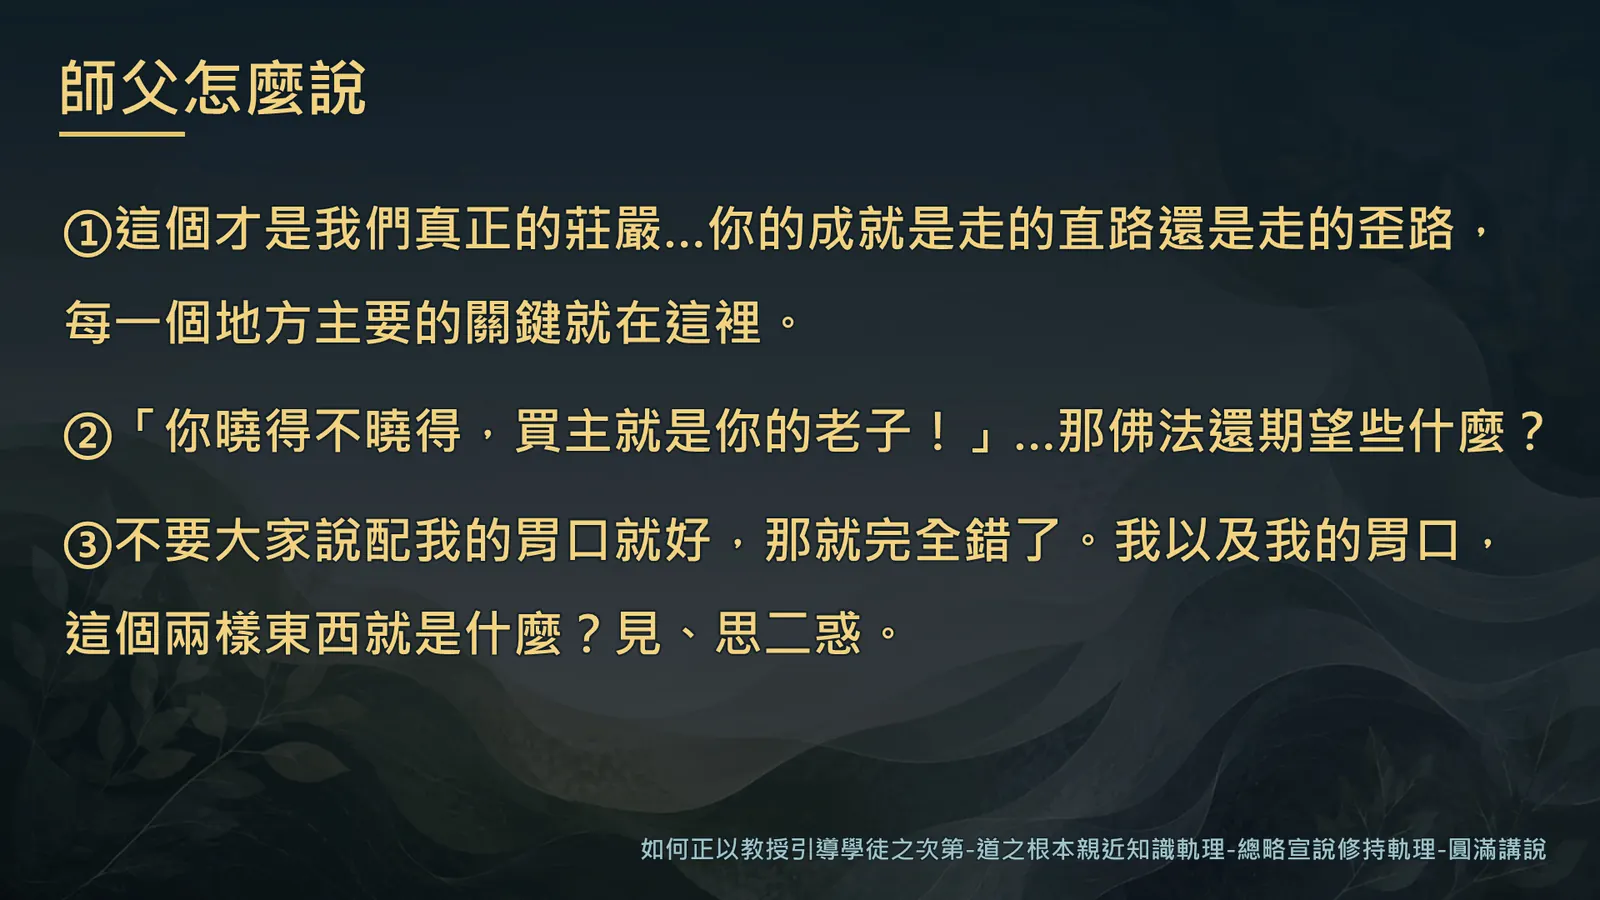 師父怎麼說
①這個才是我們真正的莊嚴...你的成就是走的直路還是走的歪路，
每一個地方主要的關鍵就在這裡。
②「你曉得不曉得，買主就是你的老子！」...那佛法還期望些什麼？
③不要大家說配我的胃口就好，那就完全錯了。我以及我的胃口，
這個兩樣東西就是什麼？見、思二惑。
如何正以教授引導學徒之次第-道之根本親近知識軌理-總略宣說修持軌理-圓滿講說